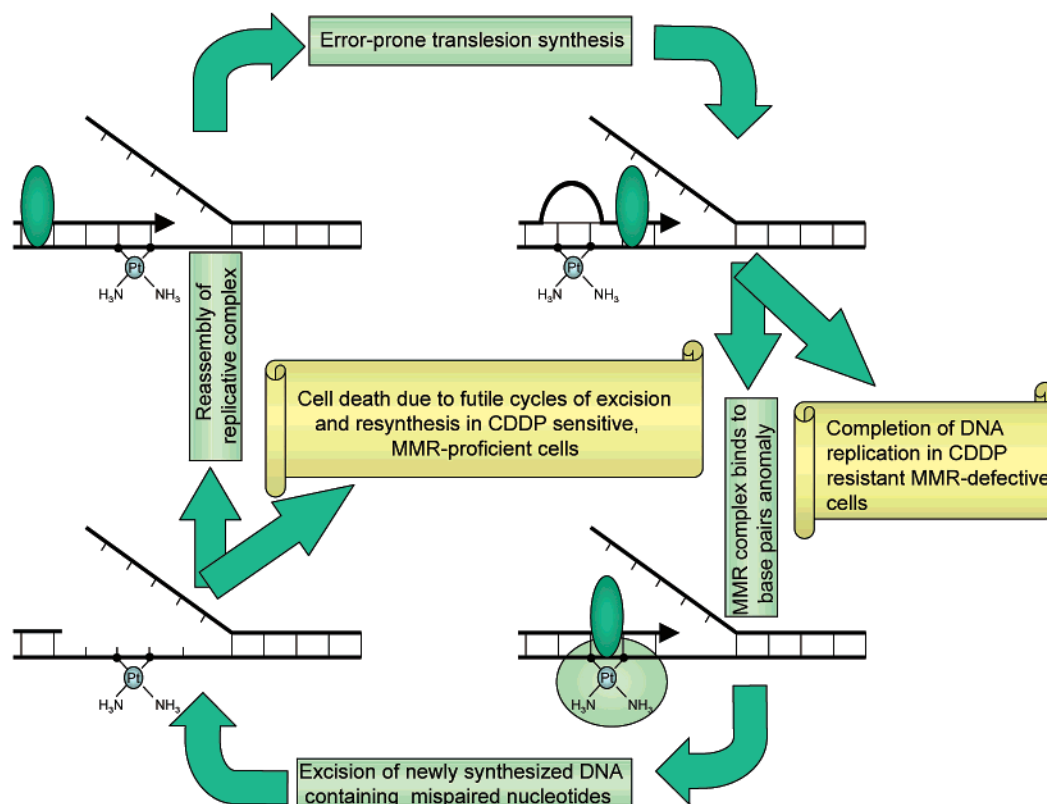 Error-prone translesion synthesis
Pt
H₃N
NH₃
Pt
H₃N
NH₃
Reassembly of
replicative complex
Cell death due to futile cycles of excision
and resynthesis in CDDP sensitive,
MMR-proficient cells
MMR complex binds to
base pairs anomaly
Completion of DNA
replication in CDDP
resistant MMR-defective
cells
Pt
H₃N
NH₃
Pt
H₃N
NH₃
Excision of newly synthesized DNA
containing mispaired nucleotides